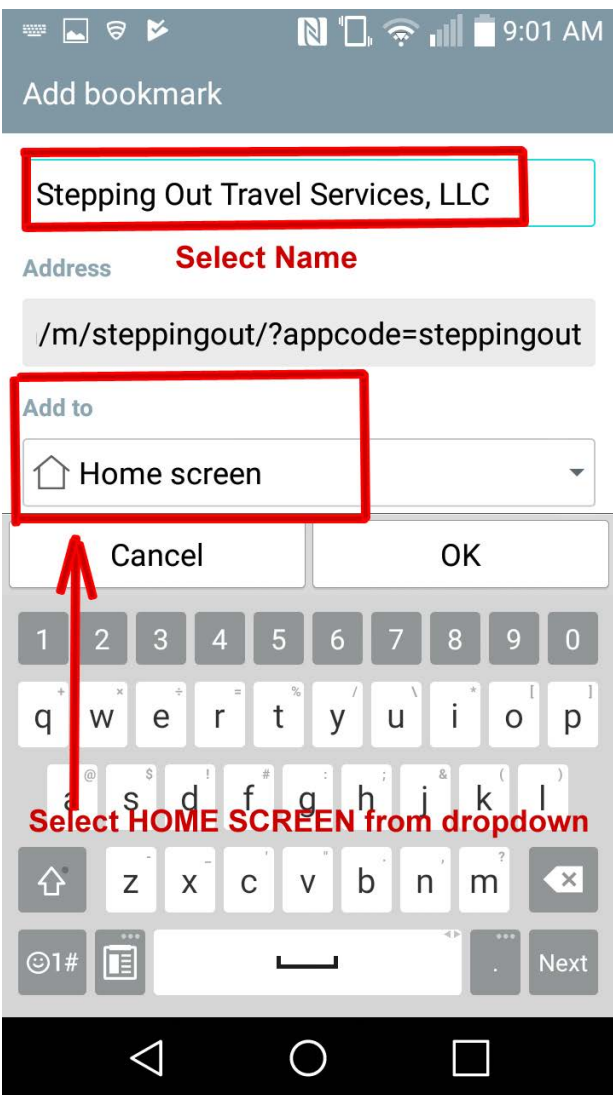 9:01 AM
Add bookmark
Stepping Out Travel Services, LLC
Select Name
Address
/m/steppingout/?appcode=steppingout
Add to
Home screen
Cancel
OK
1 2 3 4 5 6 7 8 9 0
+ × ÷ = % / \ * [ ]
q w e r t y u i o p
@ $ ! # : ; & ( )
a s d f g h j k l
Select HOME SCREEN from dropdown
- _ ' " . , ?
z x c v b n m
1# . Next